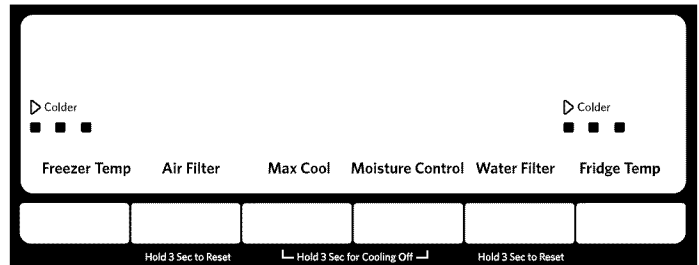 Colder Colder
Freezer Temp Air Filter Max Cool Moisture Control Water Filter Fridge Temp
Hold 3 Sec to Reset Hold 3 Sec for Cooling Off Hold 3 Sec to Reset